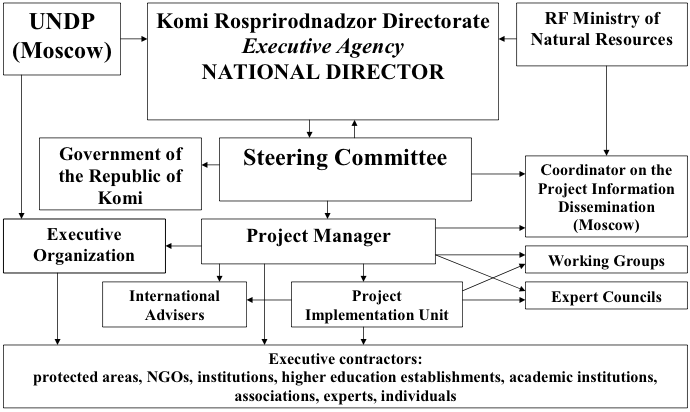 UNDP
(Moscow)
Komi Rosprirodnadzor Directorate
Executive Agency
NATIONAL DIRECTOR
RF Ministry of
Natural Resources
Government of
the Republic of
Komi
Steering Committee
Coordinator on the
Project Information
Dissemination
(Moscow)
Executive
Organization
Project Manager
Working Groups
International
Advisers
Project
Implementation Unit
Expert Councils
Executive contractors:
protected areas, NGOs, institutions, higher education establishments, academic institutions,
associations, experts, individuals